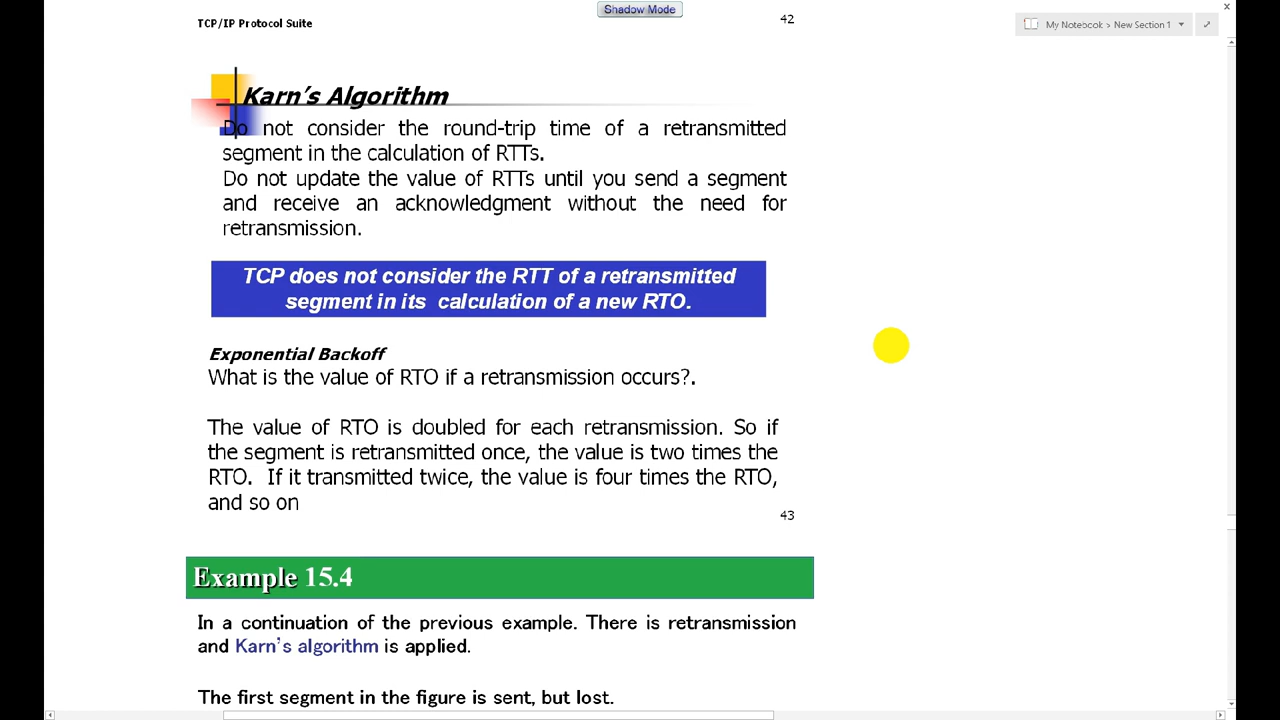 Shadow Mode
TCP/IP Protocol Suite
42
My Notebook > New Section 1
Karn's Algorithm
Do not consider the round-trip time of a retransmitted
segment in the calculation of RTTs.
Do not update the value of RTTs until you send a segment
and receive an acknowledgment without the need for
retransmission.
TCP does not consider the RTT of a retransmitted
segment in its calculation of a new RTO.
Exponential Backoff
What is the value of RTO if a retransmission occurs?.
The value of RTO is doubled for each retransmission. So if
the segment is retransmitted once, the value is two times the
RTO. If it transmitted twice, the value is four times the RTO,
and so on
43
Example 15.4
In a continuation of the previous example. There is retransmission
and Karn's algorithm is applied.
The first segment in the figure is sent, but lost.